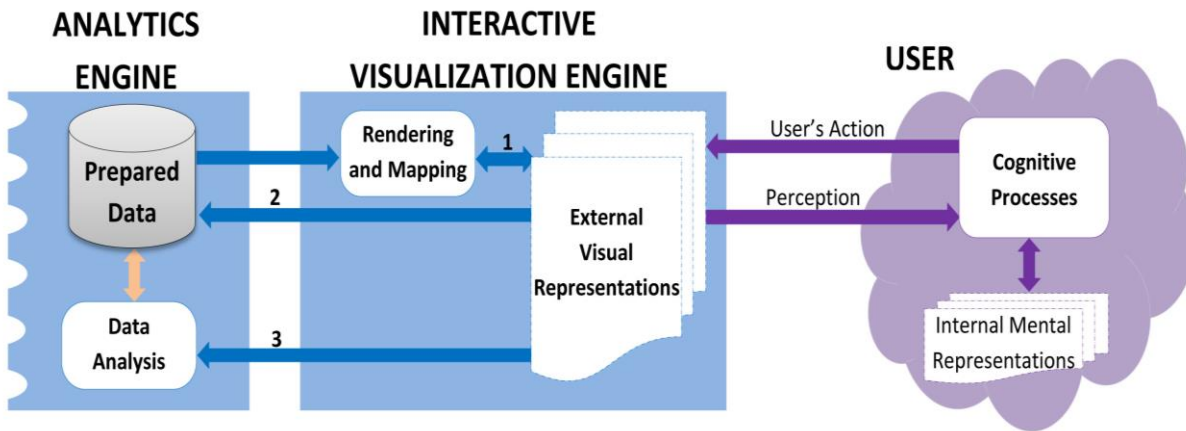 ANALYTICS
ENGINE
INTERACTIVE
VISUALIZATION ENGINE
USER
Prepared
Data
Data
Analysis
Rendering
and Mapping
1
2
3
External
Visual
Representations
User's Action
Perception
Cognitive
Processes
Internal Mental
Representations